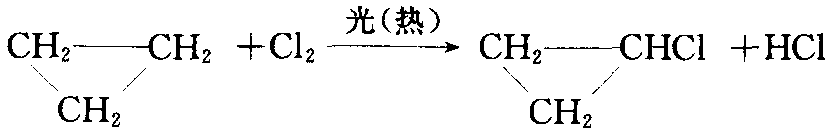 光(热)
CH₂——CH₂ +Cl₂ ⟶ CH₂——CHCl +HCl
CH₂ CH₂